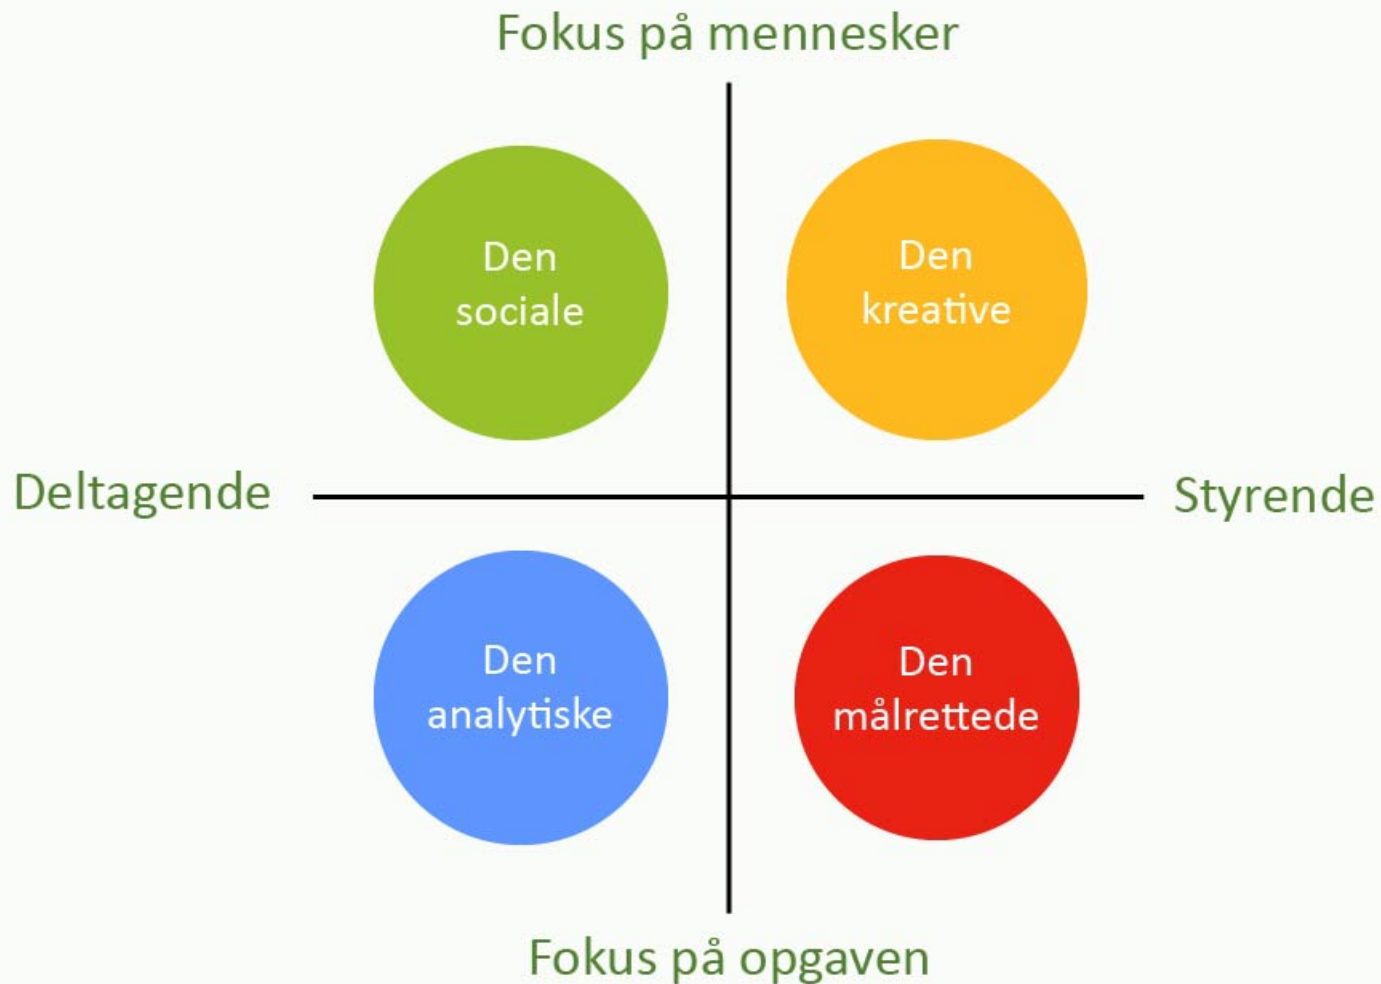 Fokus på mennesker
Den
sociale
Den
kreative
Deltagende
Styrende
Den
analytiske
Den
målrettede
Fokus på opgaven